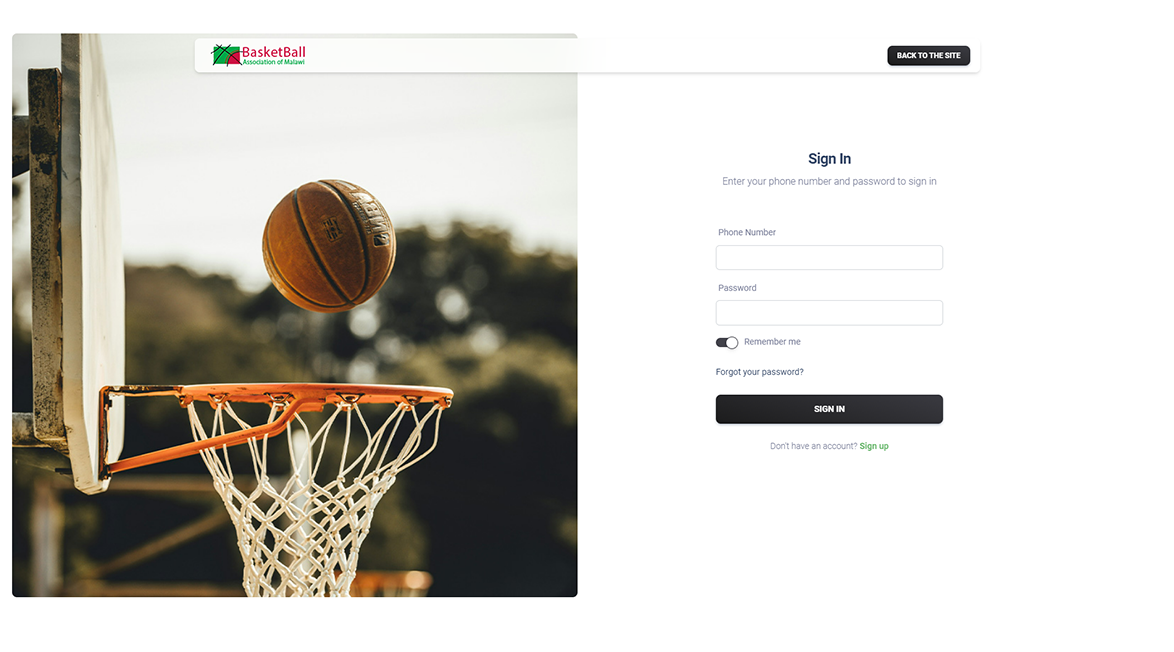 BasketBall
Association of Malawi
BACK TO THE SITE
Sign In
Enter your phone number and password to sign in
Phone Number
Password
Remember me
Forgot your password?
SIGN IN
Don't have an account? Sign up